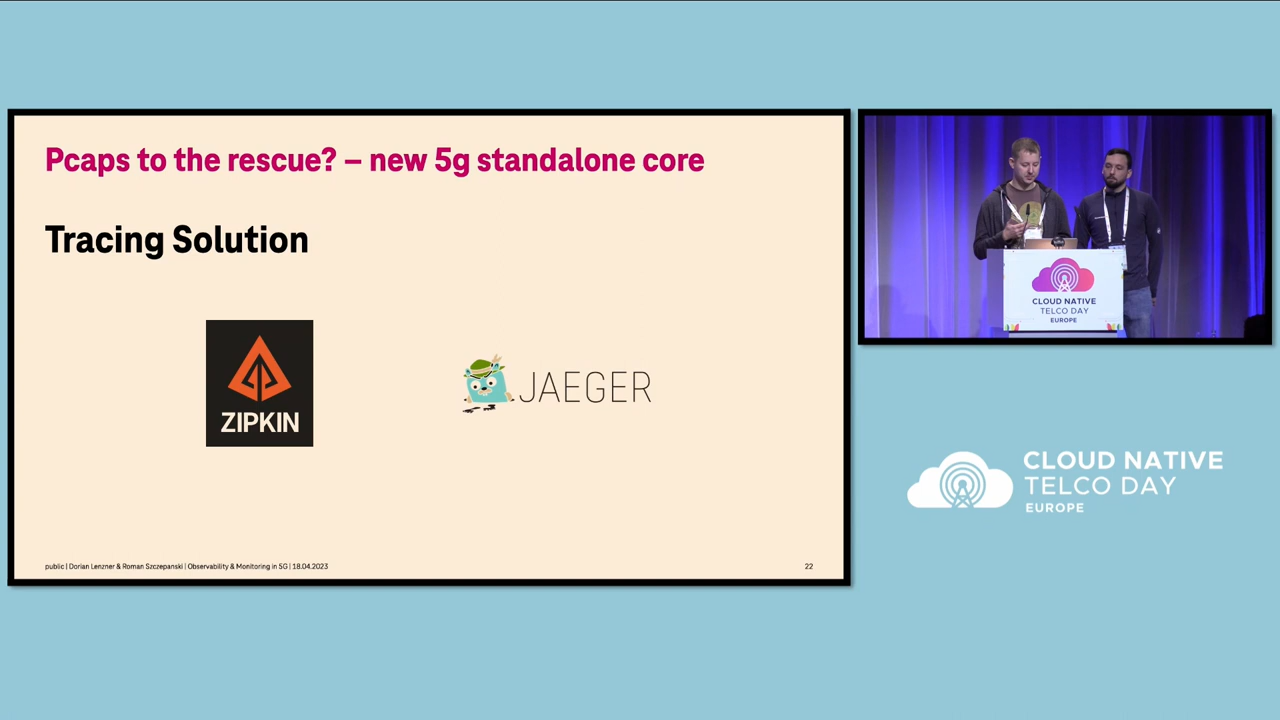 Pcaps to the rescue? – new 5g standalone core
Tracing Solution
ZIPKIN
JAEGER
public | Dorian Lenzner & Roman Szczepanski | Observability & Monitoring in 5G | 18.04.2023
22
CLOUD NATIVE
TELCO DAY
EUROPE
CLOUD NATIVE
TELCO DAY
EUROPE